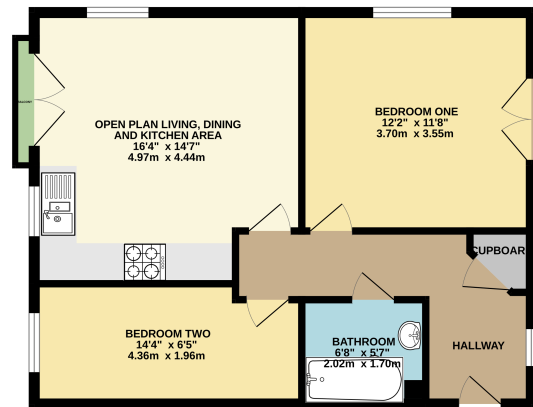 OPEN PLAN LIVING, DINING
AND KITCHEN AREA
16'4" x 14'7"
4.97m x 4.44m
BEDROOM ONE
12'2" x 11'8"
3.70m x 3.55m
CUPBOARD
BEDROOM TWO
14'4" x 6'5"
4.36m x 1.96m
BATHROOM
6'8" x 5'7"
2.02m x 1.70m
HALLWAY